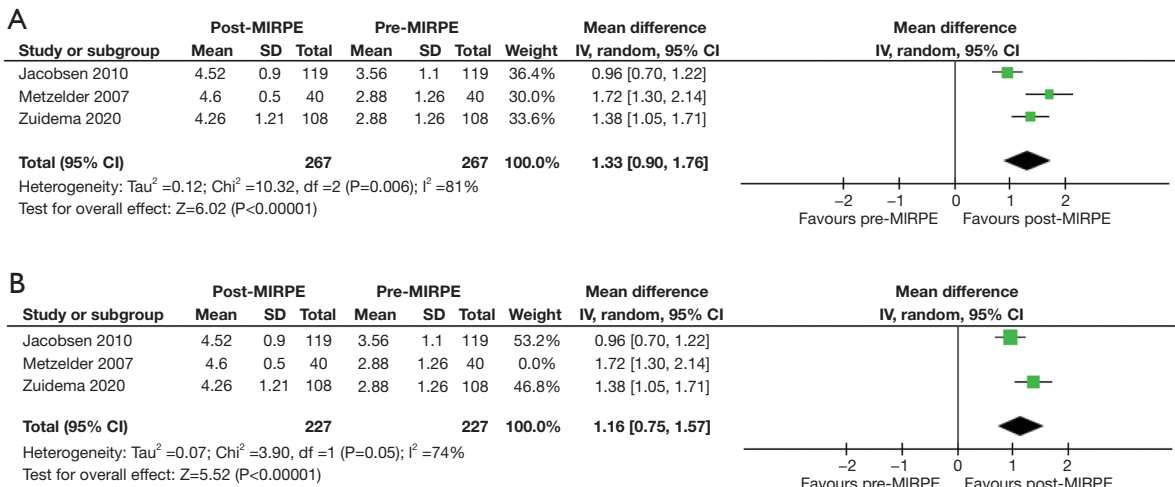 A
Post-MIRPE Pre-MIRPE Mean difference Mean difference
Study or subgroup Mean SD Total Mean SD Total Weight IV, random, 95% CI IV, random, 95% CI
Jacobsen 2010 4.52 0.9 119 3.56 1.1 119 36.4% 0.96 [0.70, 1.22]
Metzelder 2007 4.6 0.5 40 2.88 1.26 40 30.0% 1.72 [1.30, 2.14]
Zuidema 2020 4.26 1.21 108 2.88 1.26 108 33.6% 1.38 [1.05, 1.71]
Total (95% CI) 267 267 100.0% 1.33 [0.90, 1.76]
Heterogeneity: Tau² =0.12; Chi² =10.32, df =2 (P=0.006); I² =81%
Test for overall effect: Z=6.02 (P<0.00001)
−2 −1 0 1 2
Favours pre-MIRPE Favours post-MIRPE
B
Post-MIRPE Pre-MIRPE Mean difference Mean difference
Study or subgroup Mean SD Total Mean SD Total Weight IV, random, 95% CI IV, random, 95% CI
Jacobsen 2010 4.52 0.9 119 3.56 1.1 119 53.2% 0.96 [0.70, 1.22]
Metzelder 2007 4.6 0.5 40 2.88 1.26 40 0.0% 1.72 [1.30, 2.14]
Zuidema 2020 4.26 1.21 108 2.88 1.26 108 46.8% 1.38 [1.05, 1.71]
Total (95% CI) 227 227 100.0% 1.16 [0.75, 1.57]
Heterogeneity: Tau² =0.07; Chi² =3.90, df =1 (P=0.05); I² =74%
Test for overall effect: Z=5.52 (P<0.00001)
−2 −1 0 1 2
Favours pre-MIRPE Favours post-MIRPE